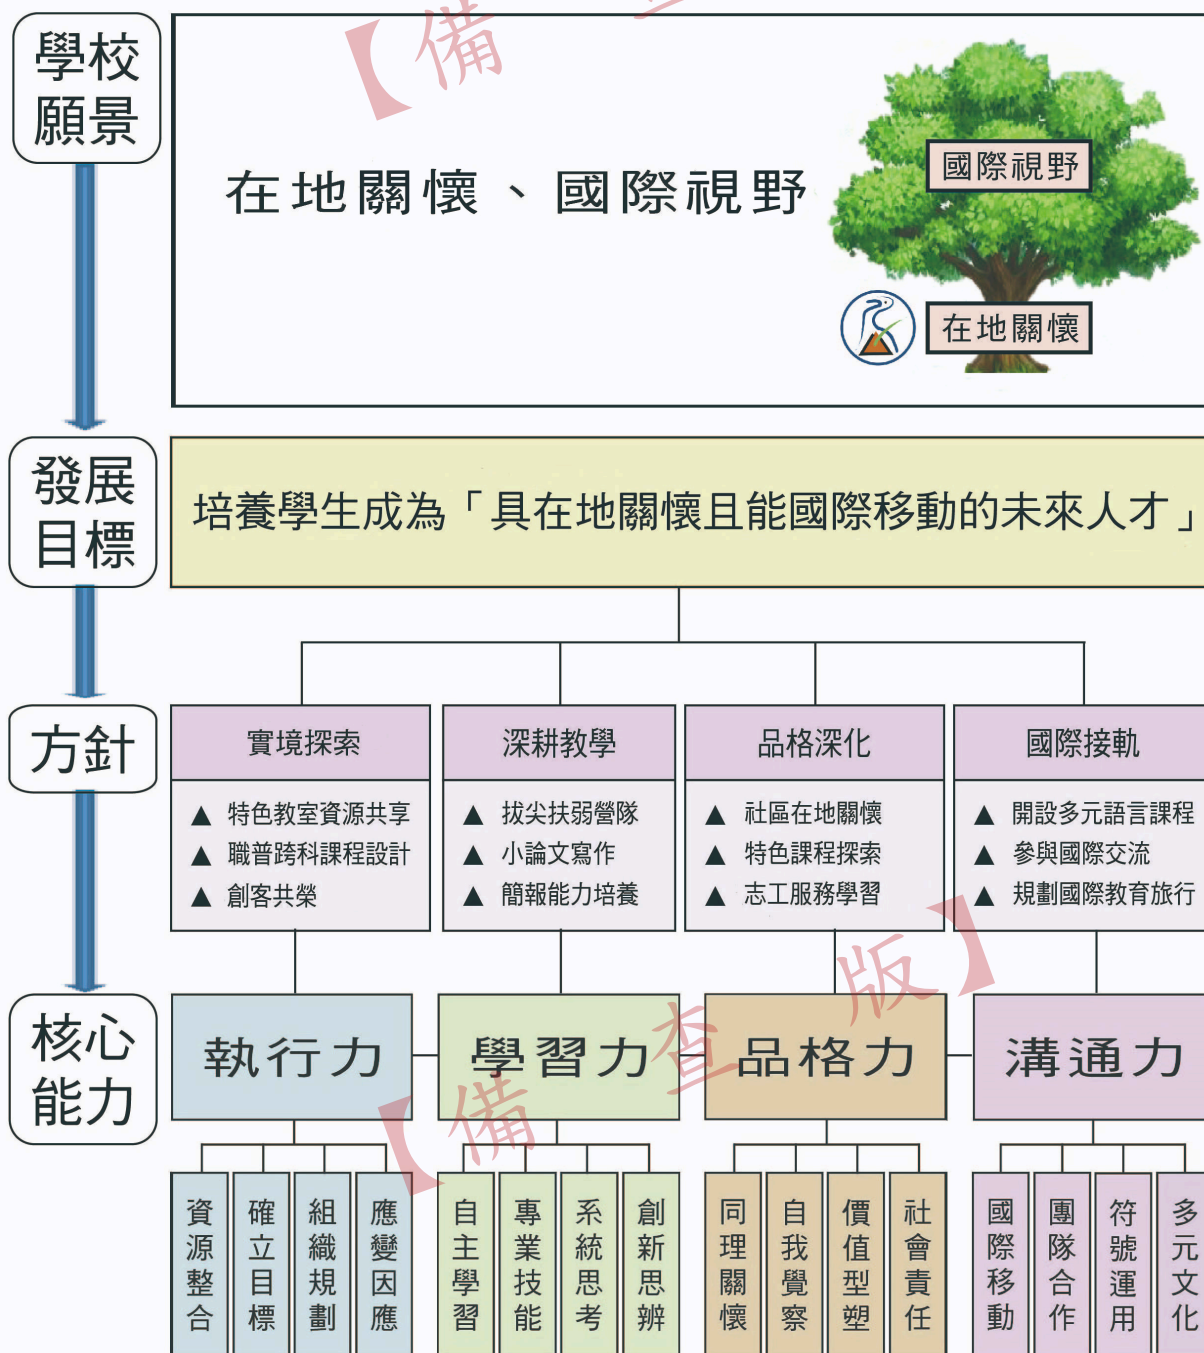 【備查
學校
願景
在地關懷、國際視野
國際視野
在地關懷
發展
目標
培養學生成為「具在地關懷且能國際移動的未來人才」
方針
實境探索
▲ 特色教室資源共享
▲ 職普跨科課程設計
▲ 創客共榮
深耕教學
▲ 拔尖扶弱營隊
▲ 小論文寫作
▲ 簡報能力培養
品格深化
▲ 社區在地關懷
▲ 特色課程探索
▲ 志工服務學習
國際接軌
▲ 開設多元語言課程
▲ 參與國際交流
▲ 規劃國際教育旅行
【備查版】
核心
能力
執行力
學習力
品格力
溝通力
資源整合
確立目標
組織規劃
應變因應
自主學習
專業技能
系統思考
創新思辨
同理關懷
自我覺察
價值型塑
社會責任
國際移動
團隊合作
符號運用
多元文化